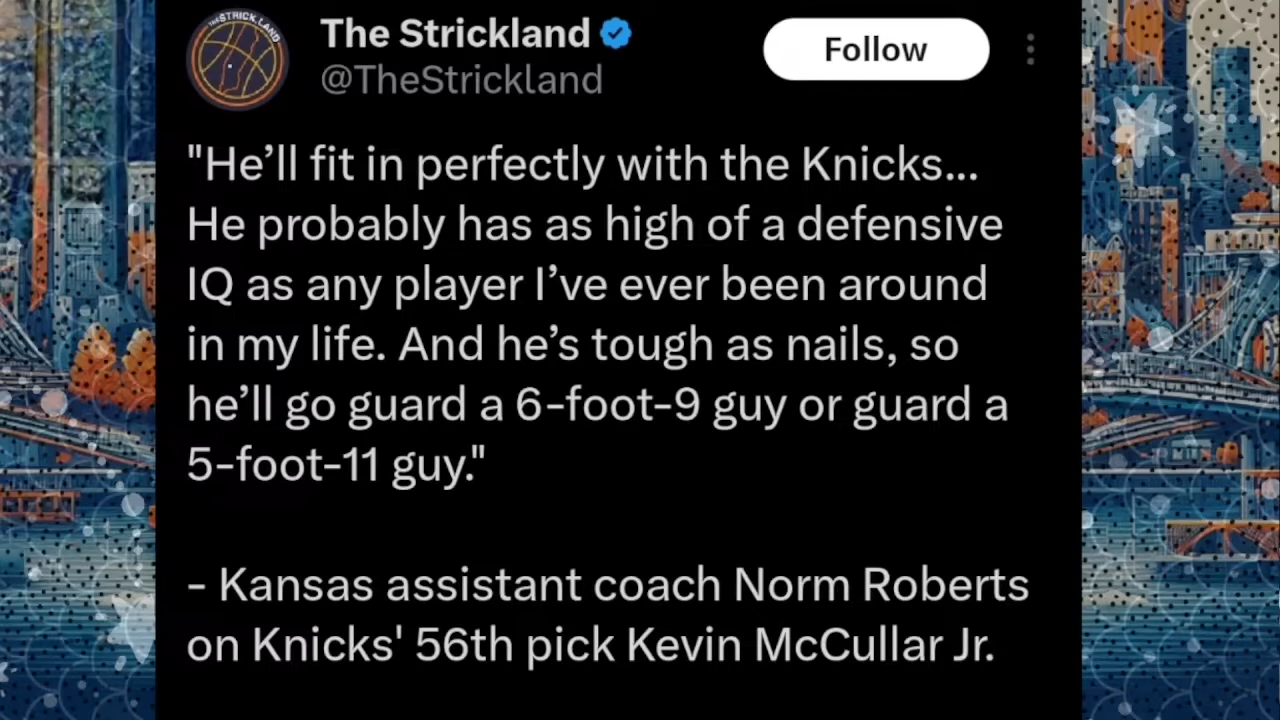 THE STRICK.LAND
The Strickland
@TheStrickland
Follow
"He’ll fit in perfectly with the Knicks...
He probably has as high of a defensive
IQ as any player I’ve ever been around
in my life. And he’s tough as nails, so
he’ll go guard a 6-foot-9 guy or guard a
5-foot-11 guy."
- Kansas assistant coach Norm Roberts
on Knicks' 56th pick Kevin McCullar Jr.